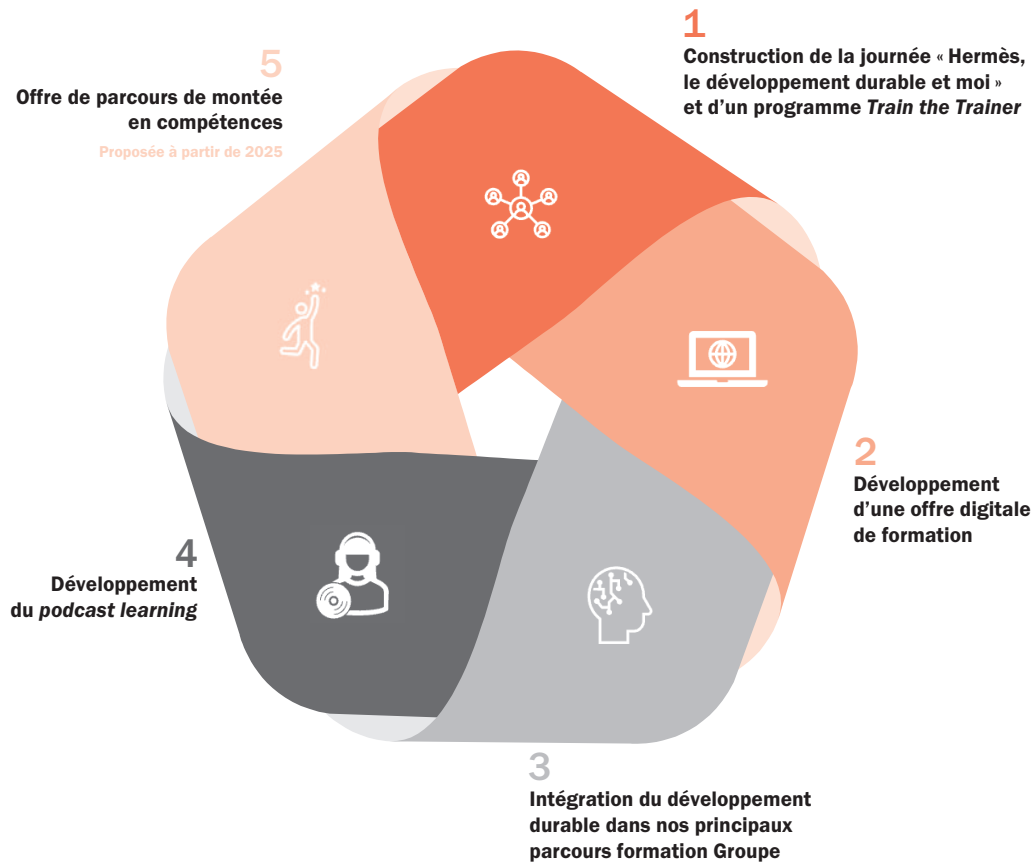 1
Construction de la journée « Hermès,
le développement durable et moi »
et d'un programme Train the Trainer
2
Développement
d'une offre digitale
de formation
3
Intégration du développement
durable dans nos principaux
parcours formation Groupe
4
Développement
du podcast learning
5
Offre de parcours de montée
en compétences
Proposée à partir de 2025